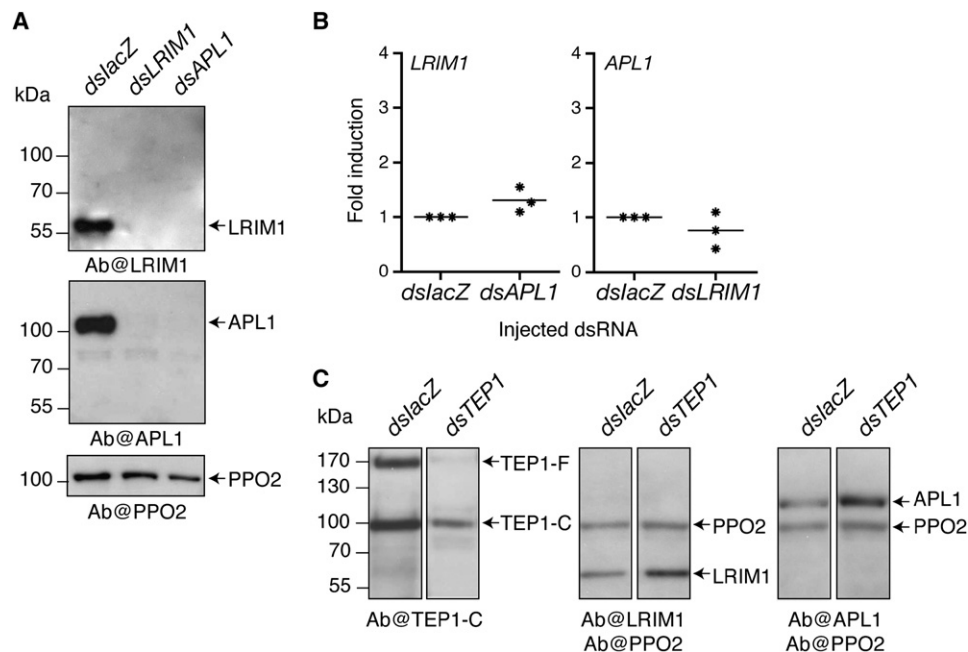 A
dslacZ dsLRIM1 dsAPL1
kDa
100
70
55
LRIM1
Ab@LRIM1
100
70
55
APL1
Ab@APL1
100
PPO2
Ab@PPO2
B
Fold induction
4
3
2
1
0
LRIM1
dslacZ dsAPL1
4
3
2
1
0
APL1
dslacZ dsLRIM1
Injected dsRNA
C
kDa
dslacZ dsTEP1
170
130
100
70
55
TEP1-F
TEP1-C
Ab@TEP1-C
dslacZ dsTEP1
PPO2
LRIM1
Ab@LRIM1
Ab@PPO2
dslacZ dsTEP1
APL1
PPO2
Ab@APL1
Ab@PPO2